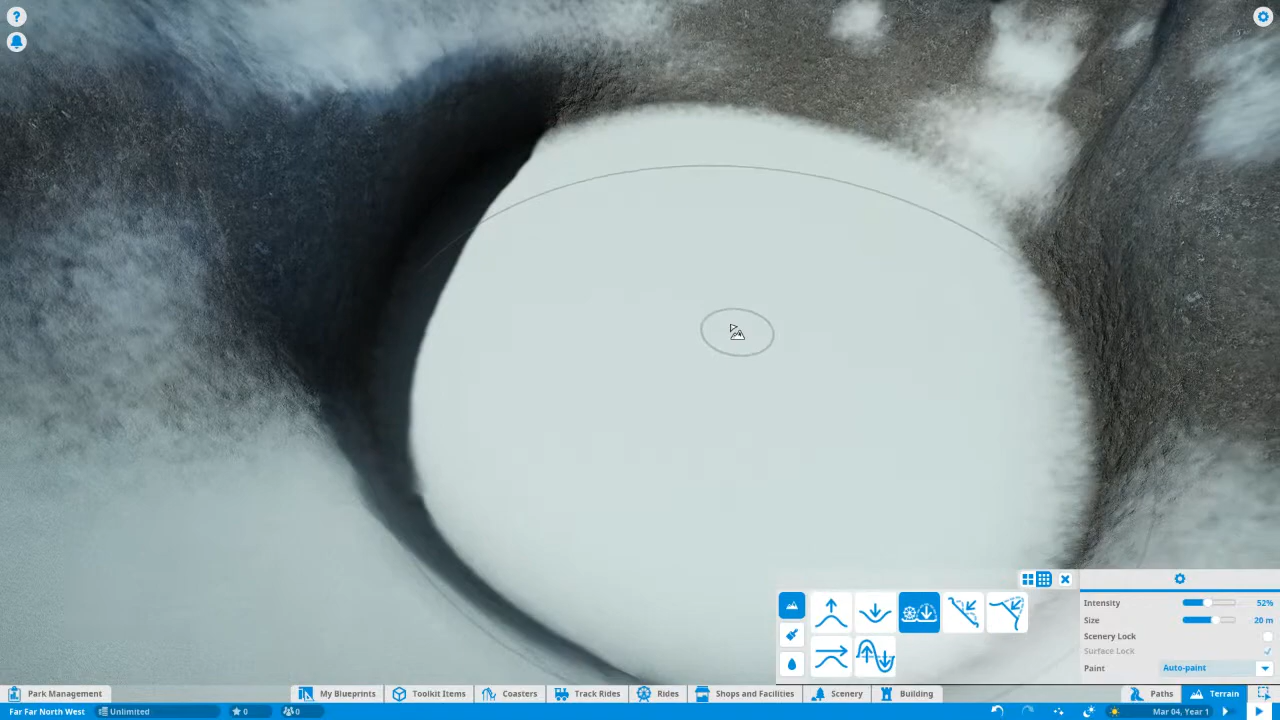 ?
Intensity 52%
Size 20 m
Scenery Lock
Surface Lock
Paint Auto-paint
Park Management
My Blueprints
Toolkit Items
Coasters
Track Rides
Rides
Shops and Facilities
Scenery
Building
Paths
Terrain
Far Far North West
Unlimited
0
0
Mar 04, Year 1